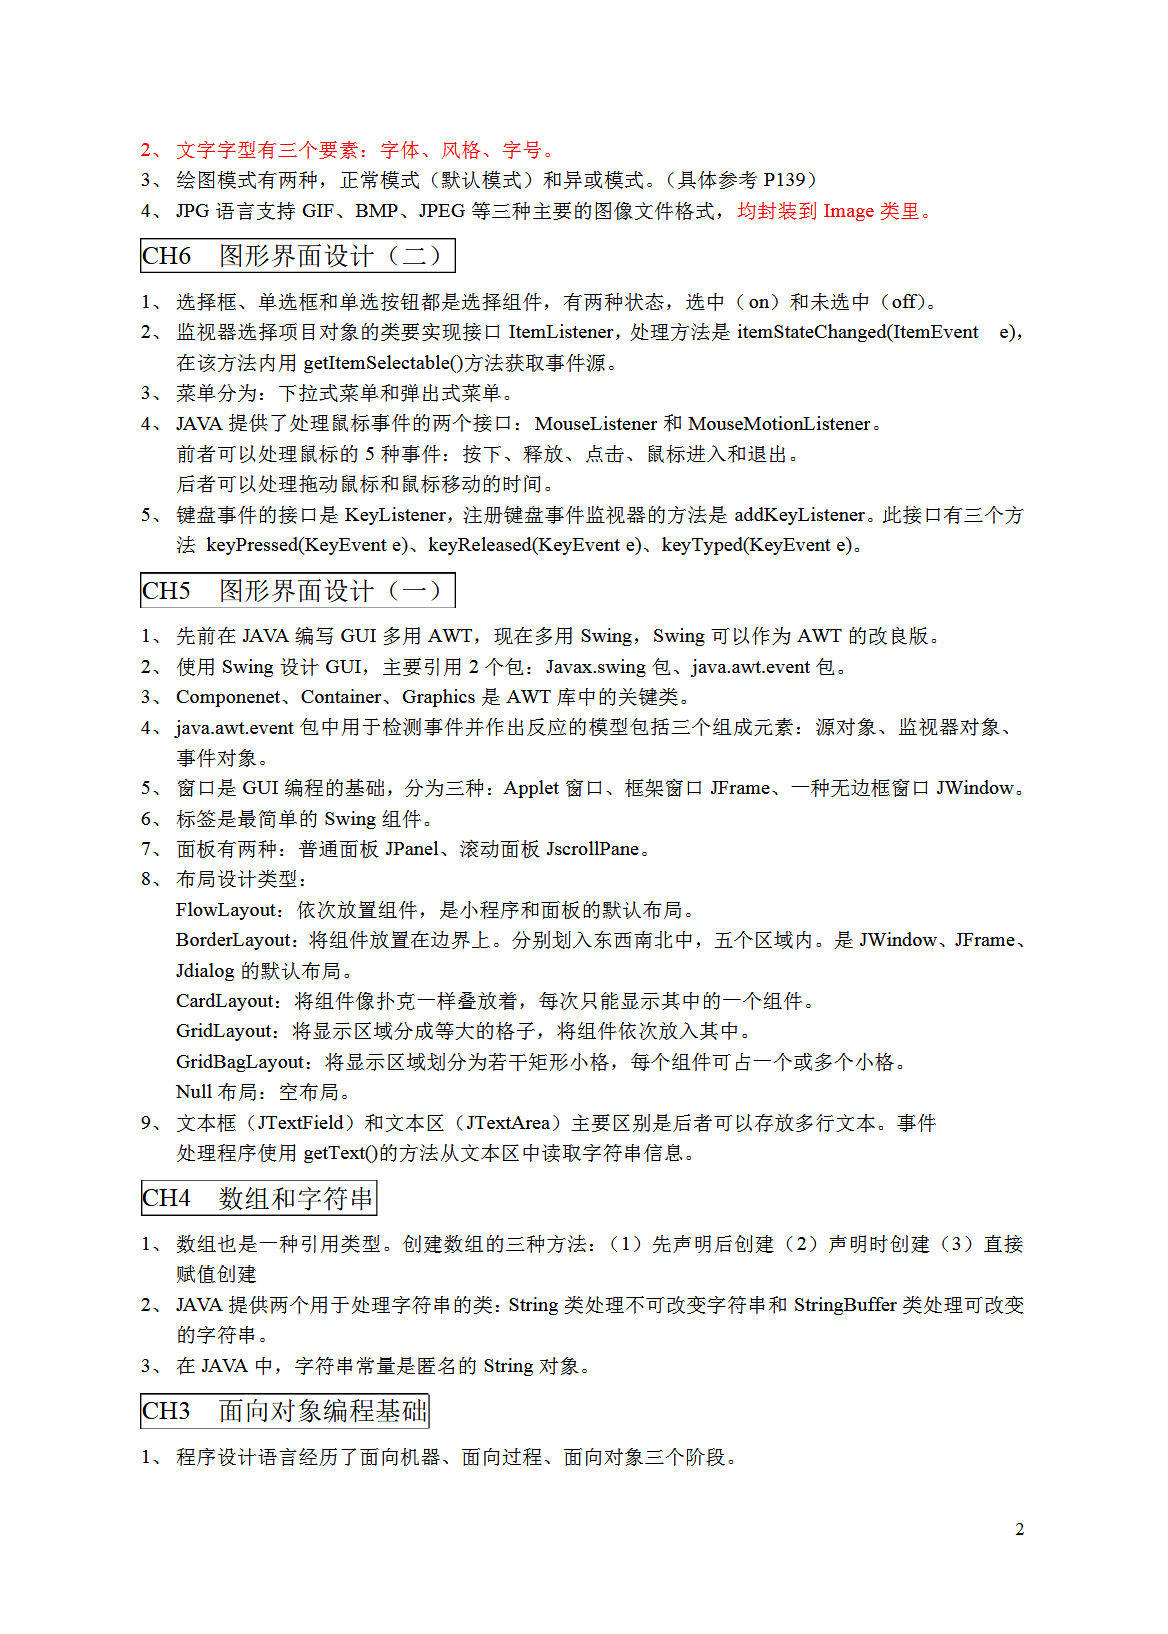 2、 文字字型有三个要素：字体、风格、字号。
3、 绘图模式有两种，正常模式（默认模式）和异或模式。（具体参考 P139）
4、 JPG 语言支持 GIF、BMP、JPEG 等三种主要的图像文件格式，均封装到 Image 类里。
CH6 图形界面设计（二）
1、 选择框、单选框和单选按钮都是选择组件，有两种状态，选中（on）和未选中（off）。
2、 监视器选择项目对象的类要实现接口 ItemListener，处理方法是 itemStateChanged(ItemEvent e)，
在该方法内用 getItemSelectable()方法获取事件源。
3、 菜单分为：下拉式菜单和弹出式菜单。
4、 JAVA 提供了处理鼠标事件的两个接口：MouseListener 和 MouseMotionListener。
前者可以处理鼠标的 5 种事件：按下、释放、点击、鼠标进入和退出。
后者可以处理拖动鼠标和鼠标移动的时间。
5、 键盘事件的接口是 KeyListener，注册键盘事件监视器的方法是 addKeyListener。此接口有三个方
法 keyPressed(KeyEvent e)、keyReleased(KeyEvent e)、keyTyped(KeyEvent e)。
CH5 图形界面设计（一）
1、 先前在 JAVA 编写 GUI 多用 AWT，现在多用 Swing，Swing 可以作为 AWT 的改良版。
2、 使用 Swing 设计 GUI，主要引用 2 个包：Javax.swing 包、java.awt.event 包。
3、 Componenet、Container、Graphics 是 AWT 库中的关键类。
4、 java.awt.event 包中用于检测事件并作出反应的模型包括三个组成元素：源对象、监视器对象、
事件对象。
5、 窗口是 GUI 编程的基础，分为三种：Applet 窗口、框架窗口 JFrame、一种无边框窗口 JWindow。
6、 标签是最简单的 Swing 组件。
7、 面板有两种：普通面板 JPanel、滚动面板 JscrollPane。
8、 布局设计类型：
FlowLayout：依次放置组件，是小程序和面板的默认布局。
BorderLayout：将组件放置在边界上。分别划入东西南北中，五个区域内。是 JWindow、JFrame、
Jdialog 的默认布局。
CardLayout：将组件像扑克一样叠放着，每次只能显示其中的一个组件。
GridLayout：将显示区域分成等大的格子，将组件依次放入其中。
GridBagLayout：将显示区域划分为若干矩形小格，每个组件可占一个或多个小格。
Null 布局：空布局。
9、 文本框（JTextField）和文本区（JTextArea）主要区别是后者可以存放多行文本。事件
处理程序使用 getText()的方法从文本区中读取字符串信息。
CH4 数组和字符串
1、 数组也是一种引用类型。创建数组的三种方法：（1）先声明后创建（2）声明时创建（3）直接
赋值创建
2、 JAVA 提供两个用于处理字符串的类：String 类处理不可改变字符串和 StringBuffer 类处理可改变
的字符串。
3、 在 JAVA 中，字符串常量是匿名的 String 对象。
CH3 面向对象编程基础
1、 程序设计语言经历了面向机器、面向过程、面向对象三个阶段。
2